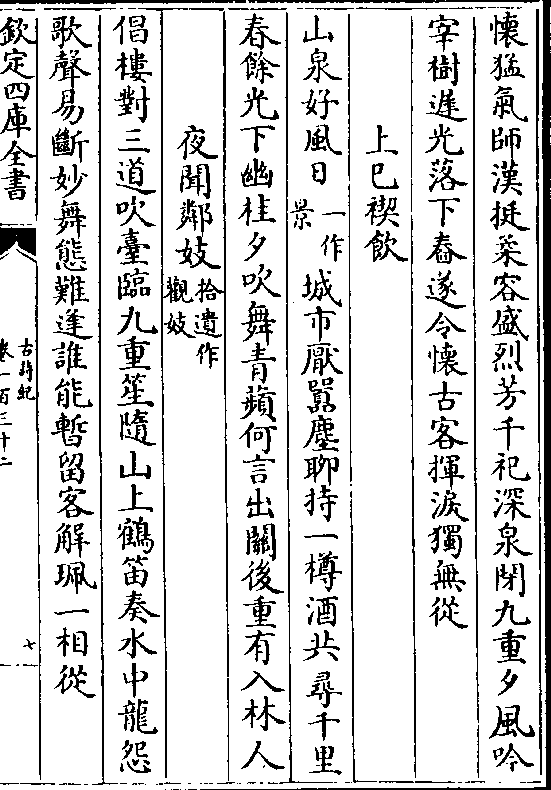 懷猛氣師漢挺柔容盛烈芳千祀深泉閉九重夕風吟
宰樹遲光落下舂遂令懷古客揮淚獨無從
上巳禊飲
山泉好風日一作景城市厭囂塵聊持一樽酒共尋千里
春餘光下幽桂夕吹舞青蘋何言出關後重有入林人
夜聞鄰妓拾遺作觀妓
倡樓對三道吹臺臨九重笙隨山上鶴笛奏水中龍怨
歌聲易斷妙舞態難逢誰能暫留客解珮一相從
欽定四庫全書
古詩紀
卷一百三十二
七